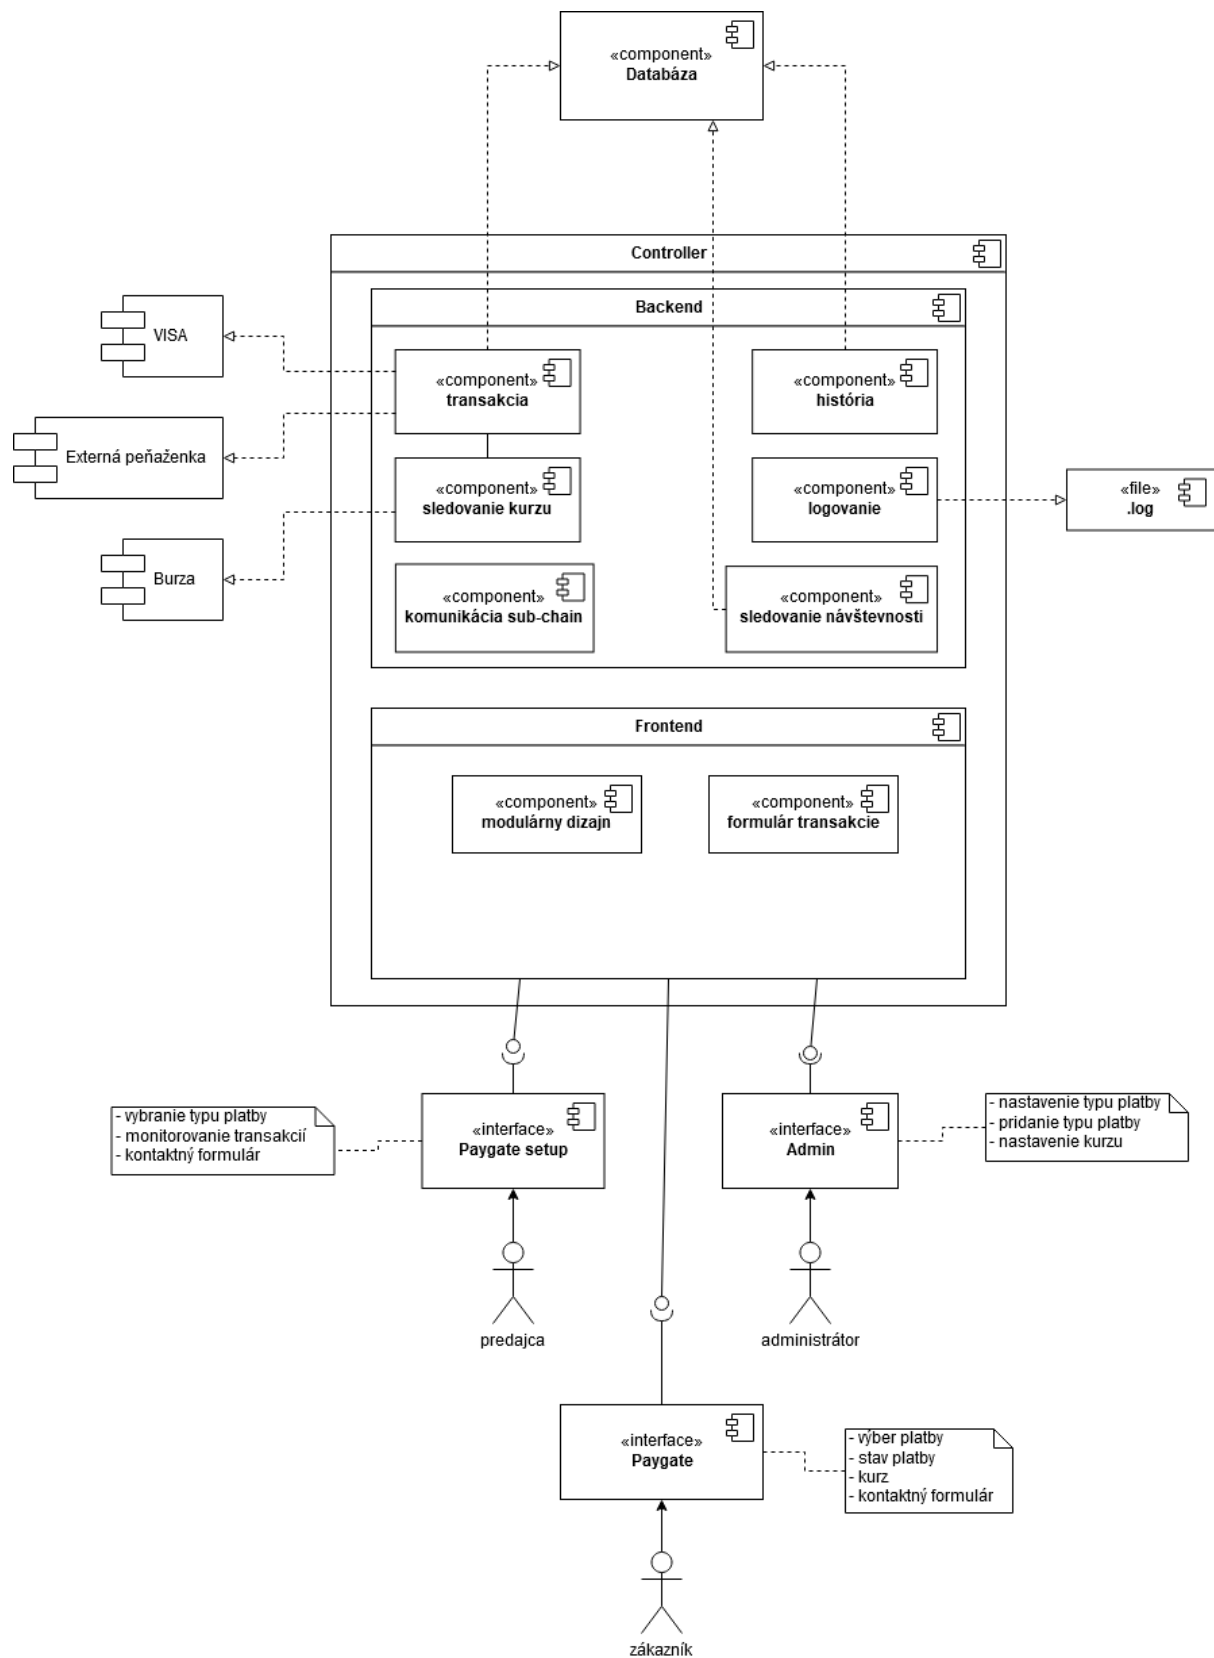 «component»
Databáza
Controller
Backend
VISA
«component»
transakcia
«component»
história
Externá peňaženka
«component»
sledovanie kurzu
«component»
logovanie
«file»
.log
Burza
«component»
komunikácia sub-chain
«component»
sledovanie návštevnosti
Frontend
«component»
modulárny dizajn
«component»
formulár transakcie
- vybranie typu platby
- monitorovanie transakcií
- kontaktný formulár
«interface»
Paygate setup
«interface»
Admin
- nastavenie typu platby
- pridanie typu platby
- nastavenie kurzu
predajca
administrátor
«interface»
Paygate
- výber platby
- stav platby
- kurz
- kontaktný formulár
zákazník